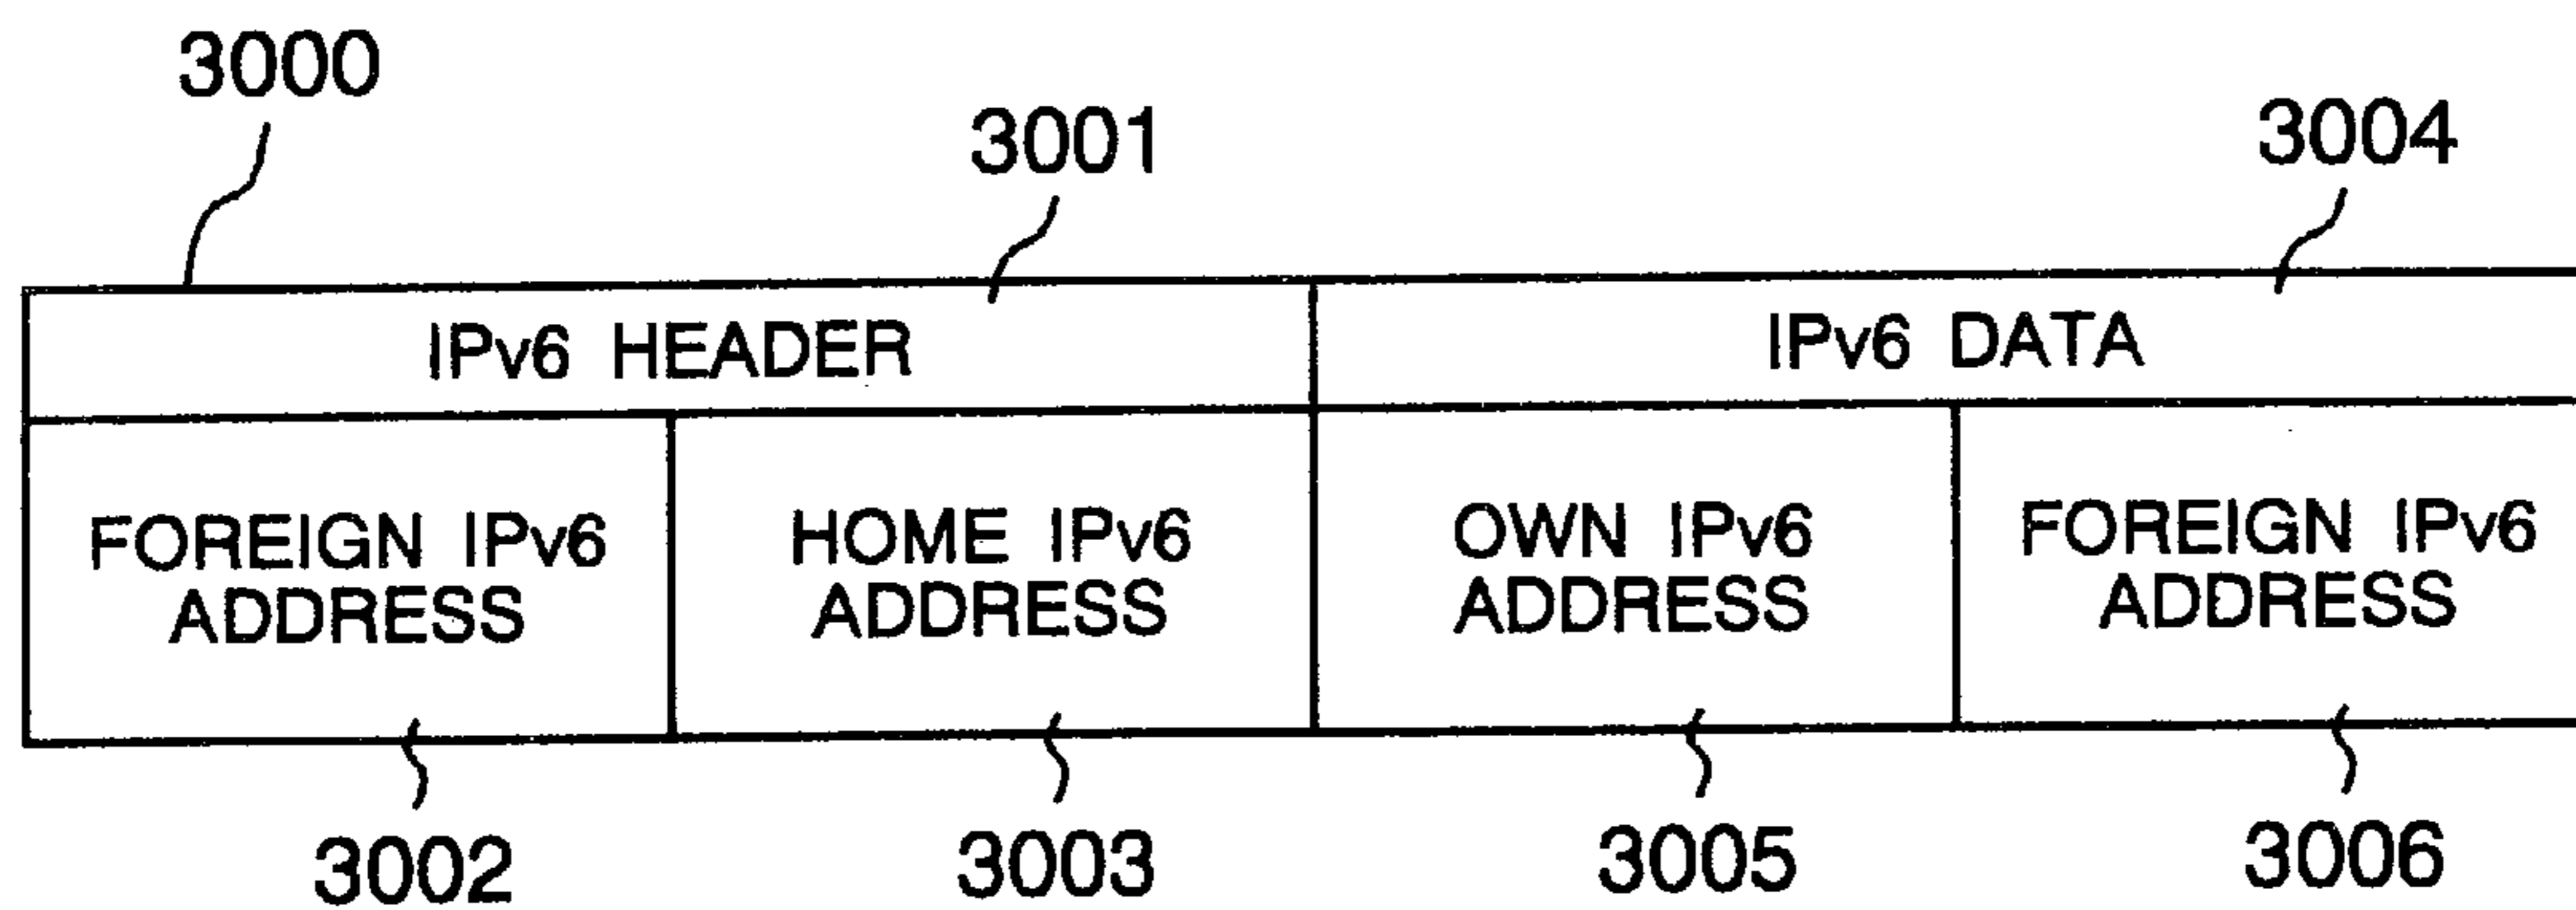 3000
3001
3004
IPv6 HEADER
IPv6 DATA
FOREIGN IPv6
ADDRESS
HOME IPv6
ADDRESS
OWN IPv6
ADDRESS
FOREIGN IPv6
ADDRESS
3002
3003
3005
3006